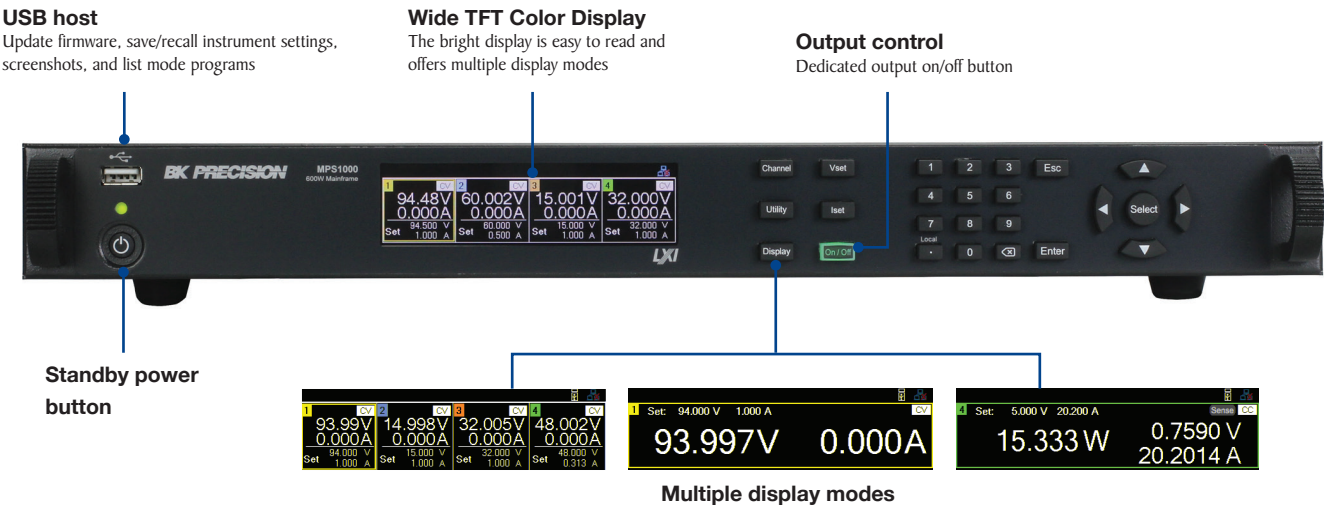 USB host
Update firmware, save/recall instrument settings,
screenshots, and list mode programs
Wide TFT Color Display
The bright display is easy to read and
offers multiple display modes
Output control
Dedicated output on/off button
BK PRECISION
MPS1000
600W Mainframe
1 CV 2 CV 3 CV 4 CV
94.48V 60.002V 15.001V 32.000V
0.000A 0.000A 0.000A 0.000A
Set 94.500 V Set 60.000 V Set 15.000 V Set 32.000 V
1.000 A 0.500 A 1.000 A 1.000 A
LXI
Channel Vset
Utility Iset
Display On / Off
1 2 3 Esc
4 5 6
7 8 9
Local
. 0 Enter
Select
Standby power
button
1 CV 2 CV 3 CV 4 CV
93.99V 14.998V 32.005V 48.002V
0.000A 0.000A 0.000A 0.000A
Set 94.000 V Set 15.000 V Set 32.000 V Set 48.000 V
1.000 A 1.000 A 1.000 A 0.313 A
1 Set: 94.000 V 1.000 A CV
93.997V 0.000A
4 Set: 5.000 V 20.200 A Sense CC
15.333 W 0.7590 V
20.2014 A
Multiple display modes